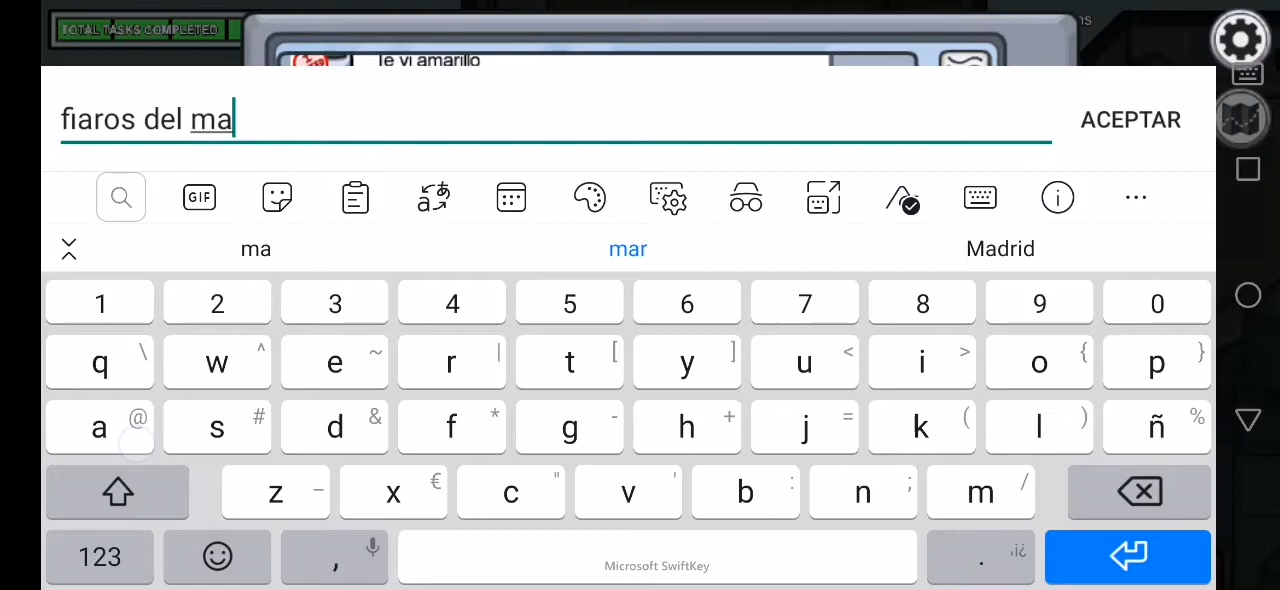 TOTAL TASKS COMPLETED
Te vi amarillo
fiaros del ma
ACEPTAR
GIF
ma mar Madrid
1 2 3 4 5 6 7 8 9 0
q \ w ^ e ~ r | t [ y ] u < i > o { p }
a @ s # d & f * g - h + j = k ( l ) ñ %
z _ x € c " v ' b : n ; m /
123 , Microsoft SwiftKey . ,¡¿